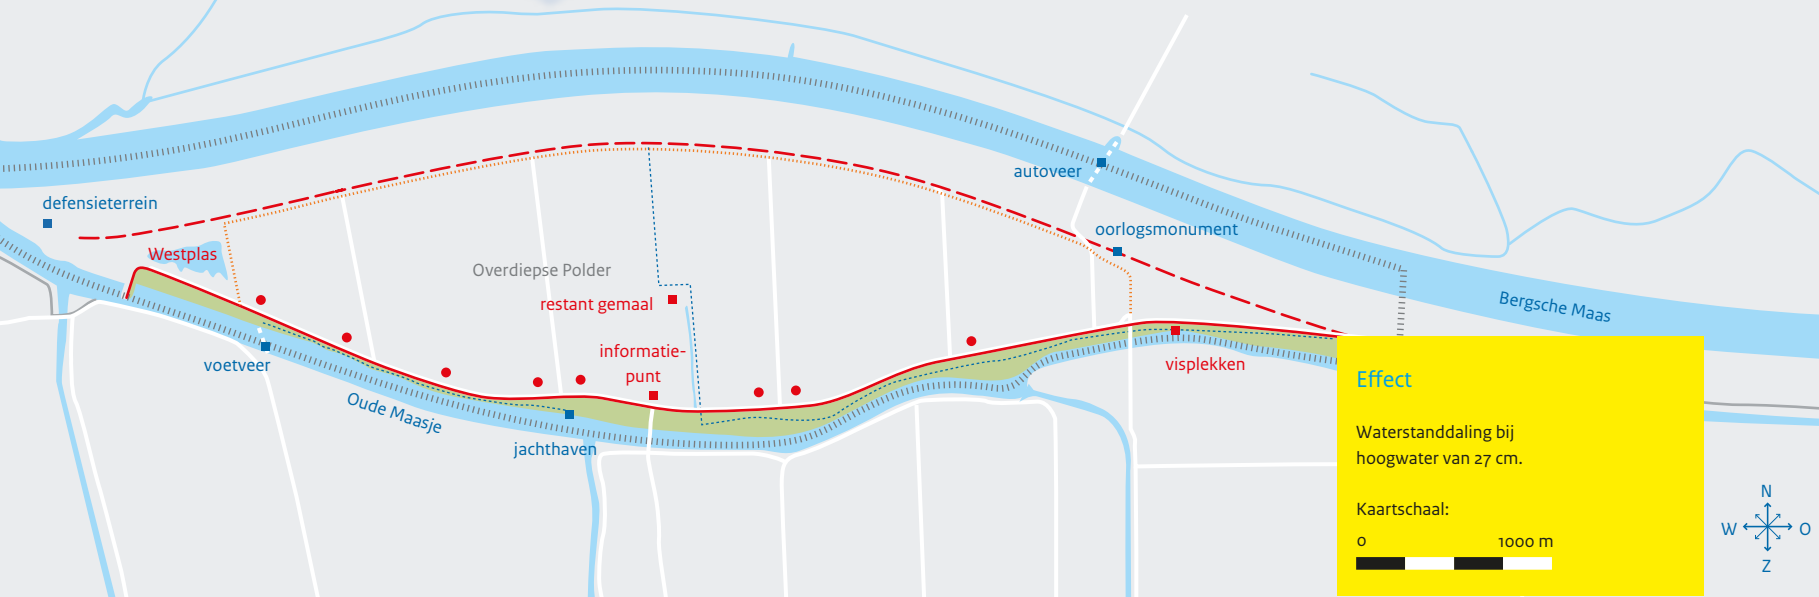 autoveer
defensieterrein
oorlogsmonument
Westplas
Overdiepse Polder
restant gemaal
Bergsche Maas
informatie-
punt
voetveer
visplekken
Oude Maasje
jachthaven
Effect
Waterstanddaling bij
hoogwater van 27 cm.
Kaartschaal:
0 1000 m
N
W O
Z